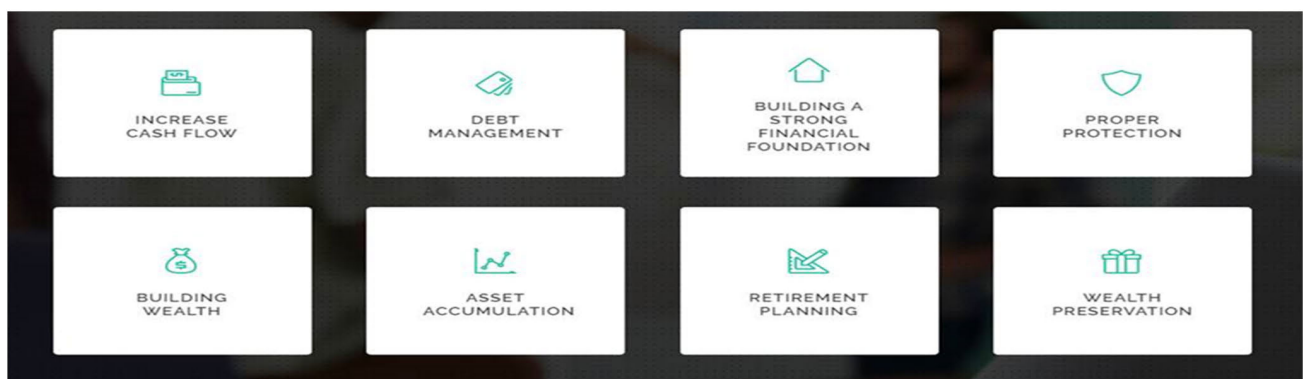 INCREASE
CASH FLOW
DEBT
MANAGEMENT
BUILDING A
STRONG
FINANCIAL
FOUNDATION
PROPER
PROTECTION
BUILDING
WEALTH
ASSET
ACCUMULATION
RETIREMENT
PLANNING
WEALTH
PRESERVATION